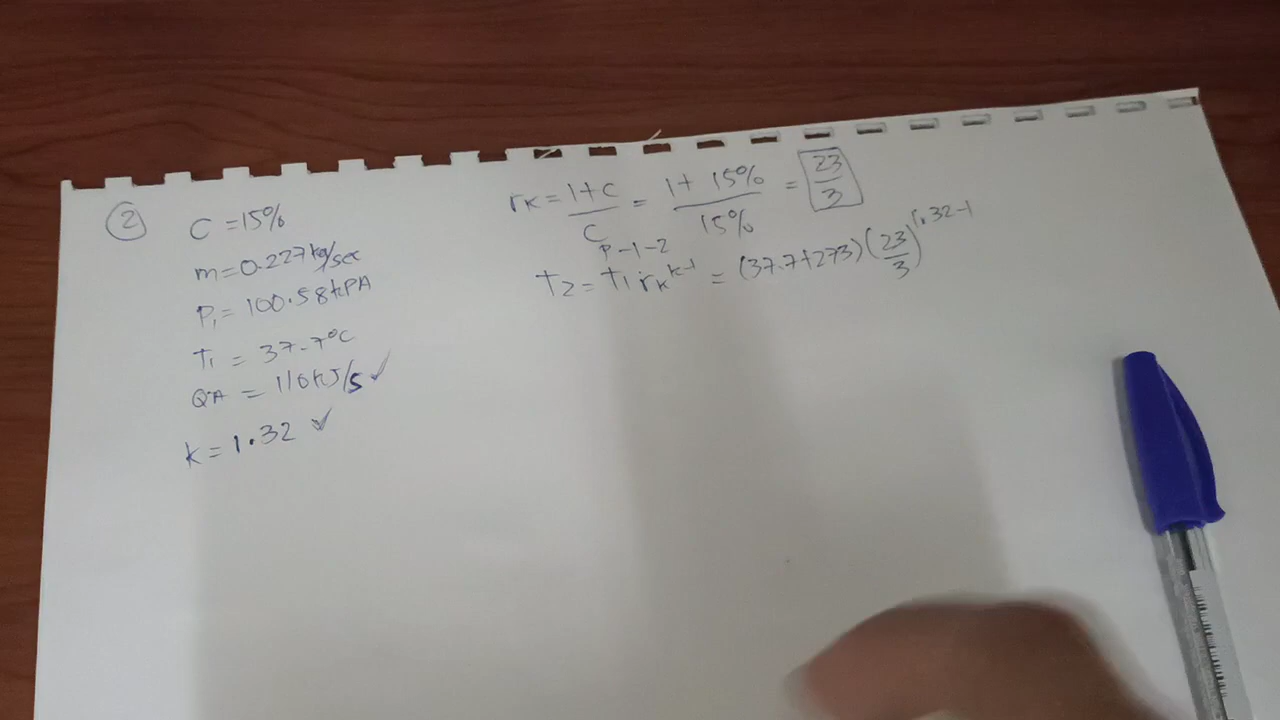 ②
C = 15%
m = 0.227 kg/sec
P₁ = 100.58 kPA
T₁ = 37.7°C
QA = 110 kJ/s ✓
k = 1.32 ✓
rK = 1+C/C = 1+ 15%/15% = 23/3
P-1-2
T2 = T1 rK^k-1 = (37.7+273)(23/3)^1.32-1